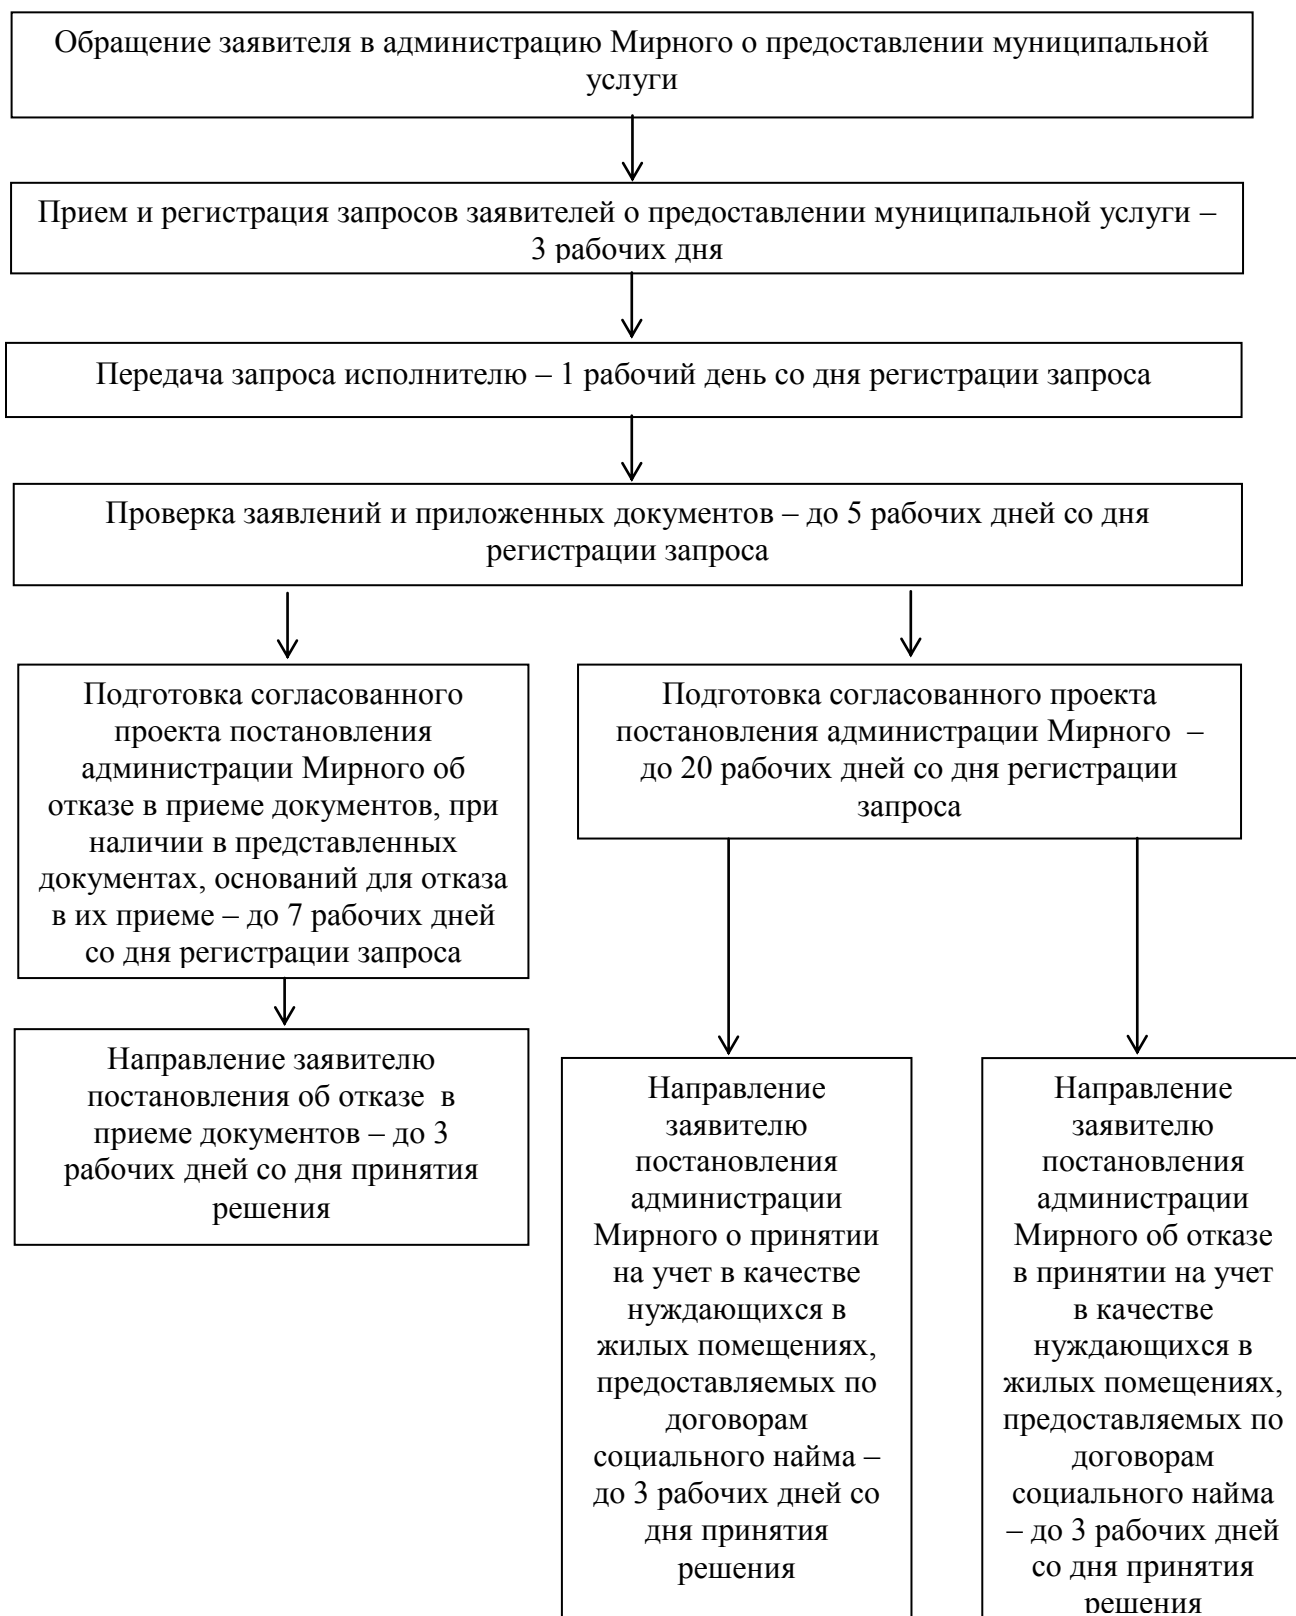 Обращение заявителя в администрацию Мирного о предоставлении муниципальной
услуги
Прием и регистрация запросов заявителей о предоставлении муниципальной услуги –
3 рабочих дня
Передача запроса исполнителю – 1 рабочий день со дня регистрации запроса
Проверка заявлений и приложенных документов – до 5 рабочих дней со дня
регистрации запроса
Подготовка согласованного
проекта постановления
администрации Мирного об
отказе в приеме документов, при
наличии в представленных
документах, оснований для отказа
в их приеме – до 7 рабочих дней
со дня регистрации запроса
Подготовка согласованного проекта
постановления администрации Мирного –
до 20 рабочих дней со дня регистрации
запроса
Направление заявителю
постановления об отказе в
приеме документов – до 3
рабочих дней со дня принятия
решения
Направление
заявителю
постановления
администрации
Мирного о принятии
на учет в качестве
нуждающихся в
жилых помещениях,
предоставляемых по
договорам
социального найма –
до 3 рабочих дней со
дня принятия
решения
Направление
заявителю
постановления
администрации
Мирного об отказе
в принятии на учет
в качестве
нуждающихся в
жилых помещениях,
предоставляемых по
договорам
социального найма
– до 3 рабочих дней
со дня принятия
решения